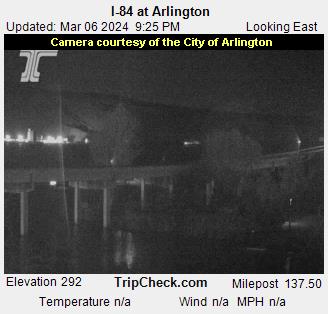 I-84 at Arlington
Updated: Mar 06 2024 9:25 PM Looking East
Camera courtesy of the City of Arlington
Elevation 292 TripCheck.com Milepost 137.50
Temperature n/a Wind n/a MPH n/a